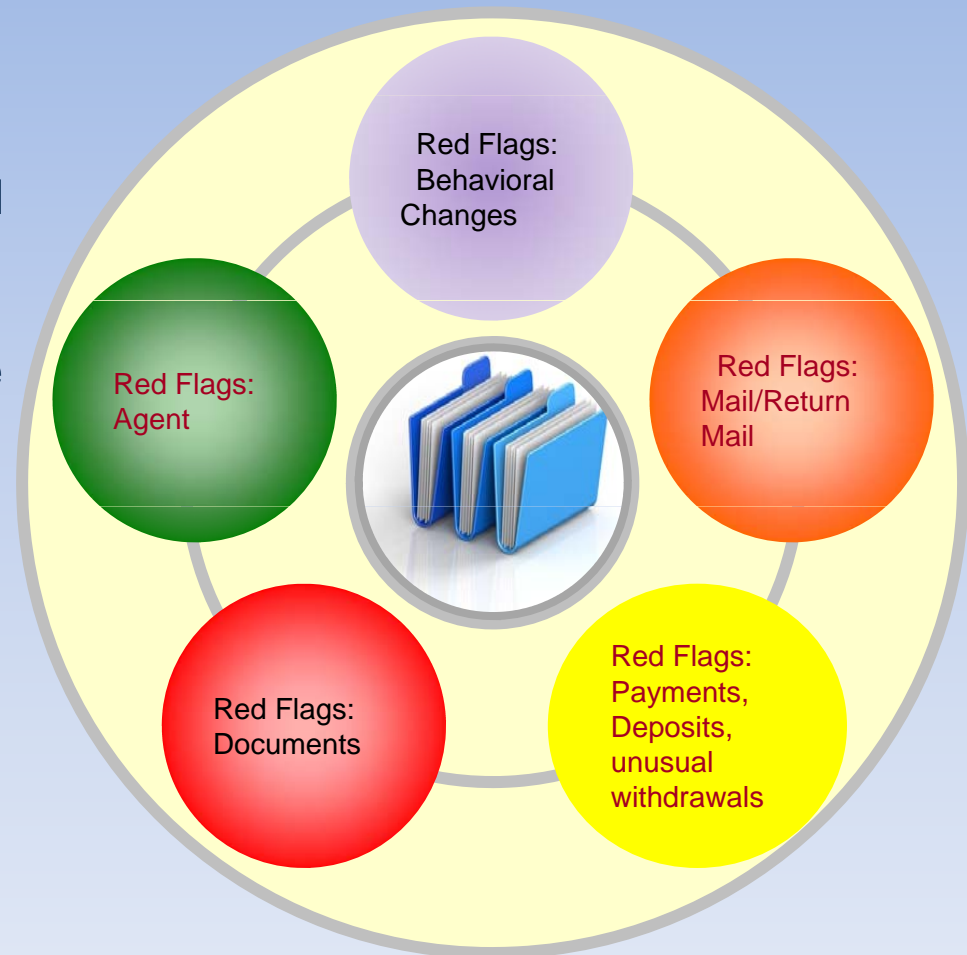 Red Flags:
Behavioral
Changes
Red Flags:
Mail/Return
Mail
Red Flags:
Payments,
Deposits,
unusual
withdrawals
Red Flags:
Documents
Red Flags:
Agent